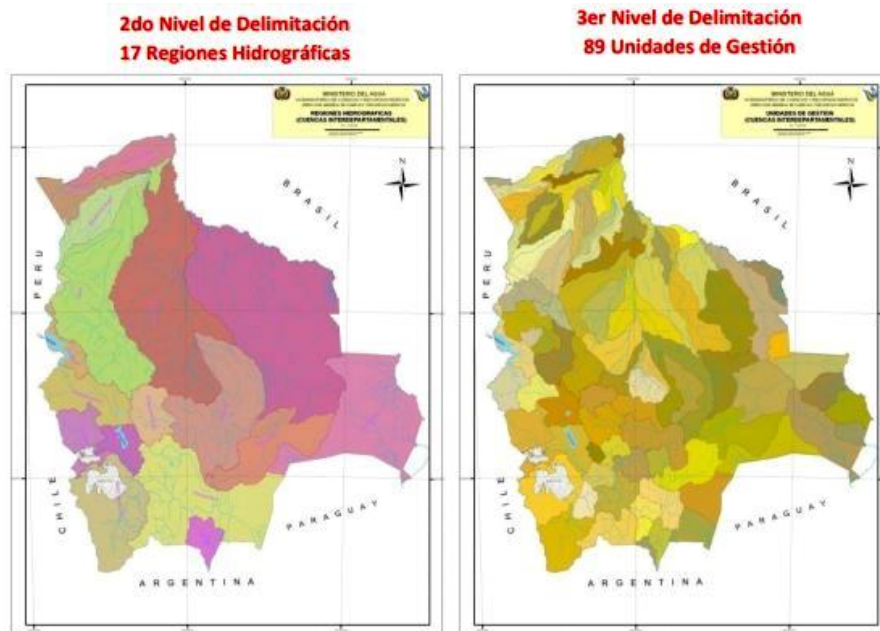 2do Nivel de Delimitación
17 Regiones Hidrográficas
MINISTERIO DEL AGUA
REGIONES HIDROGRAFICAS
(CUENCAS INTERDEPARTAMENTALES)
N
BRASIL
PERU
CHILE
PARAGUAY
ARGENTINA
3er Nivel de Delimitación
89 Unidades de Gestión
MINISTERIO DEL AGUA
UNIDADES DE GESTIÓN
(CUENCAS INTERDEPARTAMENTALES)
N
BRASIL
PERU
CHILE
PARAGUAY
ARGENTINA